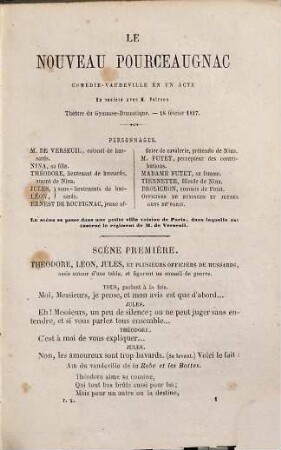 LE
NOUVEAU POURCEAUGNAC
COMÉDIE-VAUDEVILLE EN UN ACTE
En société avec M. Poirson
Théâtre du Gymnase-Dramatique. — 18 février 1817.
PERSONNAGES.
M. DE VERSEUIL, colonel de hussards.
NINA, sa fille.
THÉODORE, lieutenant de hussards, amant de Nina.
JULES,
LÉON,
sous-lieutenants de hussards.
ERNEST DE ROUFIGNAC, jeune officier de cavalerie, prétendu de Nina.
M. FUTET, percepteur des contributions.
MADAME FUTET, sa femme.
TIENNETTE, filleule de Nina.
DROLICHON, commis de Futet.
OFFICIERS DE HUSSARDS ET JEUNES GENS DU PAYS.
La scène se passe dans une petite ville voisine de Paris, dans laquelle est
caserné le régiment de M. de Verseuil.
SCÈNE PREMIÈRE.
THÉODORE, LÉON, JULES, ET PLUSIEURS OFFICIERS DE HUSSARDS,
assis autour d'une table, et figurant un conseil de guerre.
TOUS, parlant à la fois.
Moi, Messieurs, je pense, et mon avis est que d'abord...
JULES.
Eh! Messieurs, un peu de silence; on ne peut juger sans en-
tendre, et si vous parlez tous ensemble...
THÉODORE.
C'est à moi de vous expliquer...
JULES.
Non, les amoureux sont trop bavards. (Se levant.) Voici le fait:
Air du vaudeville de la Robe et les Bottes.
Théodore aime sa cousine,
Qui tout bas brûle aussi pour lui;
Mais pour un autre on la destine,
T. X. 1